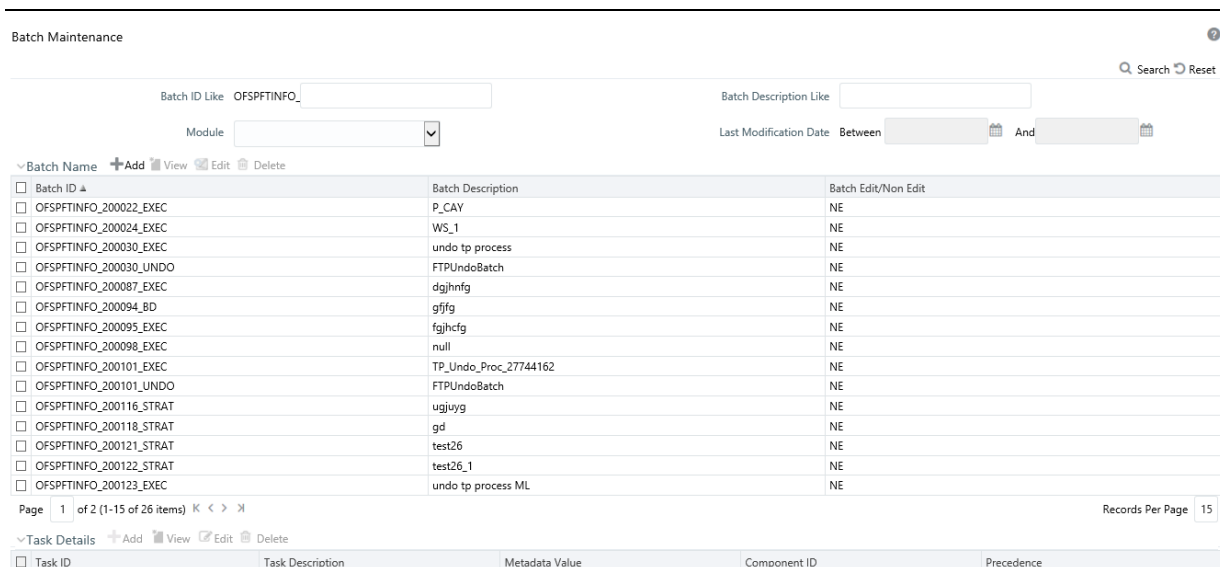 Batch Maintenance
Search Reset
Batch ID Like OFSPFTINFO_ Batch Description Like
Module Last Modification Date Between And
Batch Name Add View Edit Delete
Batch ID Batch Description Batch Edit/Non Edit
OFSPFTINFO_200022_EXEC P_CAY NE
OFSPFTINFO_200024_EXEC WS_1 NE
OFSPFTINFO_200030_EXEC undo tp process NE
OFSPFTINFO_200030_UNDO FTPUndoBatch NE
OFSPFTINFO_200087_EXEC dgjhnfg NE
OFSPFTINFO_200094_BD gfjfg NE
OFSPFTINFO_200095_EXEC fgjhcfg NE
OFSPFTINFO_200098_EXEC null NE
OFSPFTINFO_200101_EXEC TP_Undo_Proc_27744162 NE
OFSPFTINFO_200101_UNDO FTPUndoBatch NE
OFSPFTINFO_200116_STRAT ugjuyg NE
OFSPFTINFO_200118_STRAT gd NE
OFSPFTINFO_200121_STRAT test26 NE
OFSPFTINFO_200122_STRAT test26_1 NE
OFSPFTINFO_200123_EXEC undo tp process ML NE
Page 1 of 2 (1-15 of 26 items) Records Per Page 15
Task Details Add View Edit Delete
Task ID Task Description Metadata Value Component ID Precedence